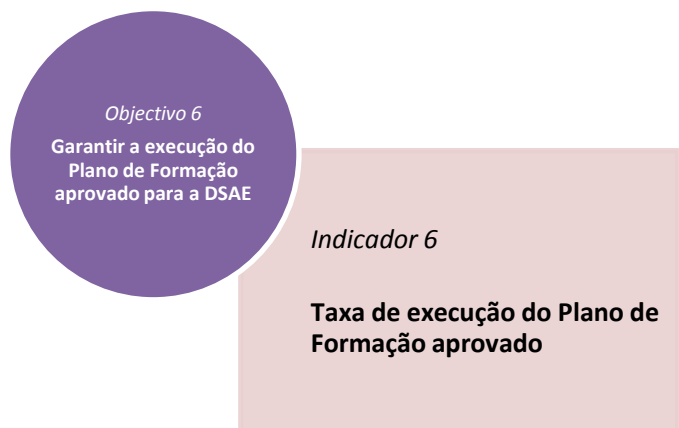 Objectivo 6
Garantir a execução do
Plano de Formação
aprovado para a DSAE
Indicador 6
Taxa de execução do Plano de
Formação aprovado